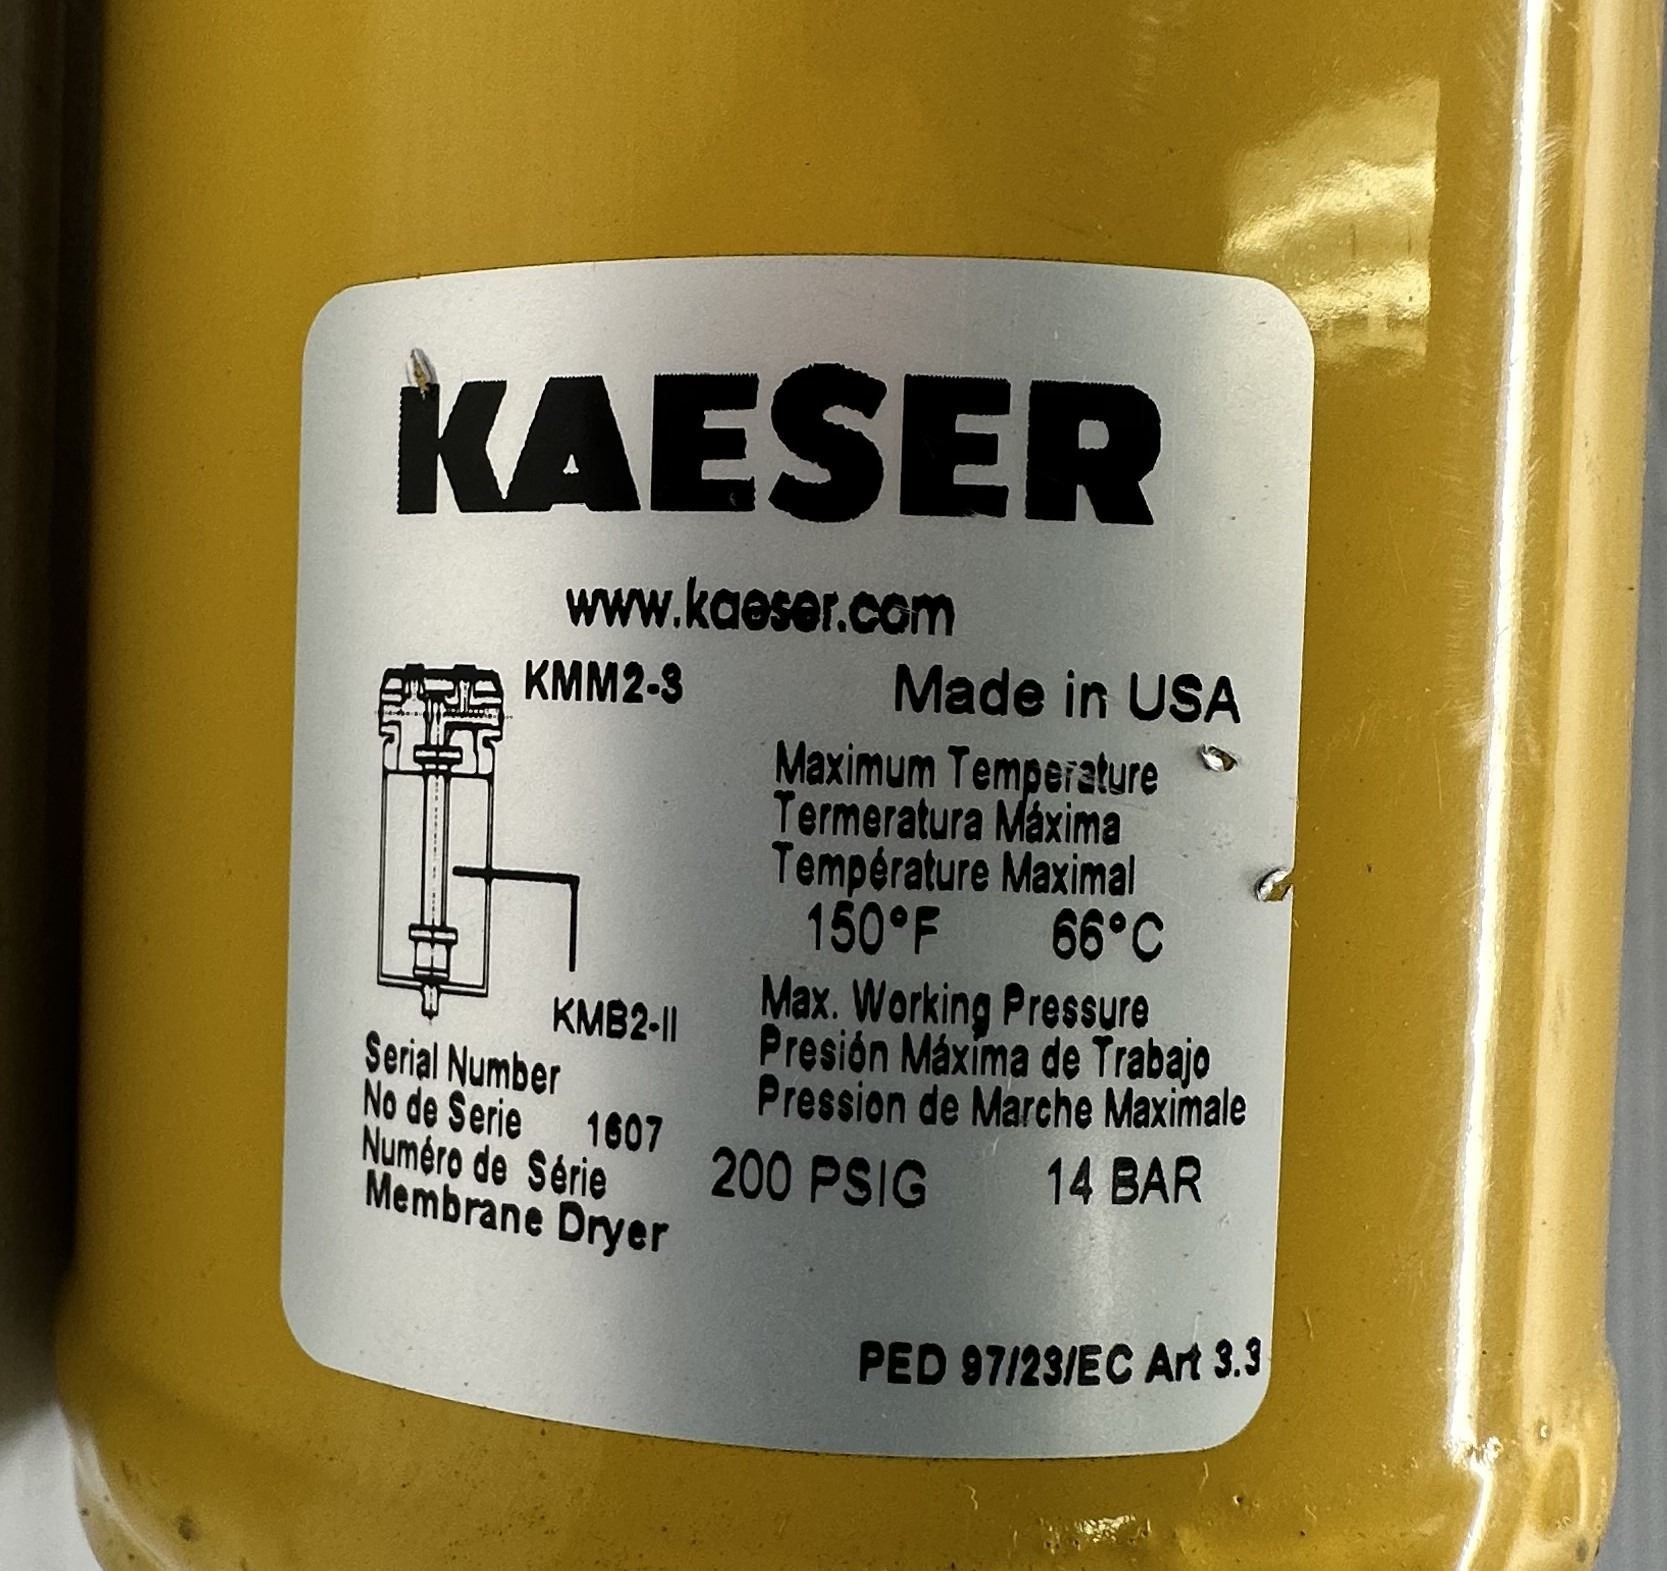 KAESER
www.kaeser.com
KMM2-3
Made in USA
Maximum Temperature
Termeratura Máxima
Température Maximal
150°F 66°C
KMB2-II
Max. Working Pressure
Presión Máxima de Trabajo
Pression de Marche Maximale
200 PSIG 14 BAR
Serial Number
No de Serie 1607
Numéro de Série
Membrane Dryer
PED 97/23/EC Art 3.3